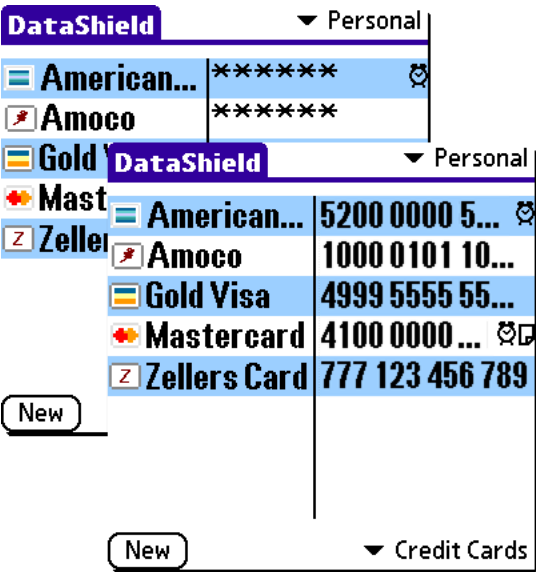 DataShield
Personal
American... ******
Amoco ******
Gold
Mast
Zeller
New
DataShield
Personal
American... 5200 0000 5...
Amoco 1000 0101 10...
Gold Visa 4999 5555 55...
Mastercard 4100 0000 ...
Z Zellers Card 777 123 456 789
New
Credit Cards